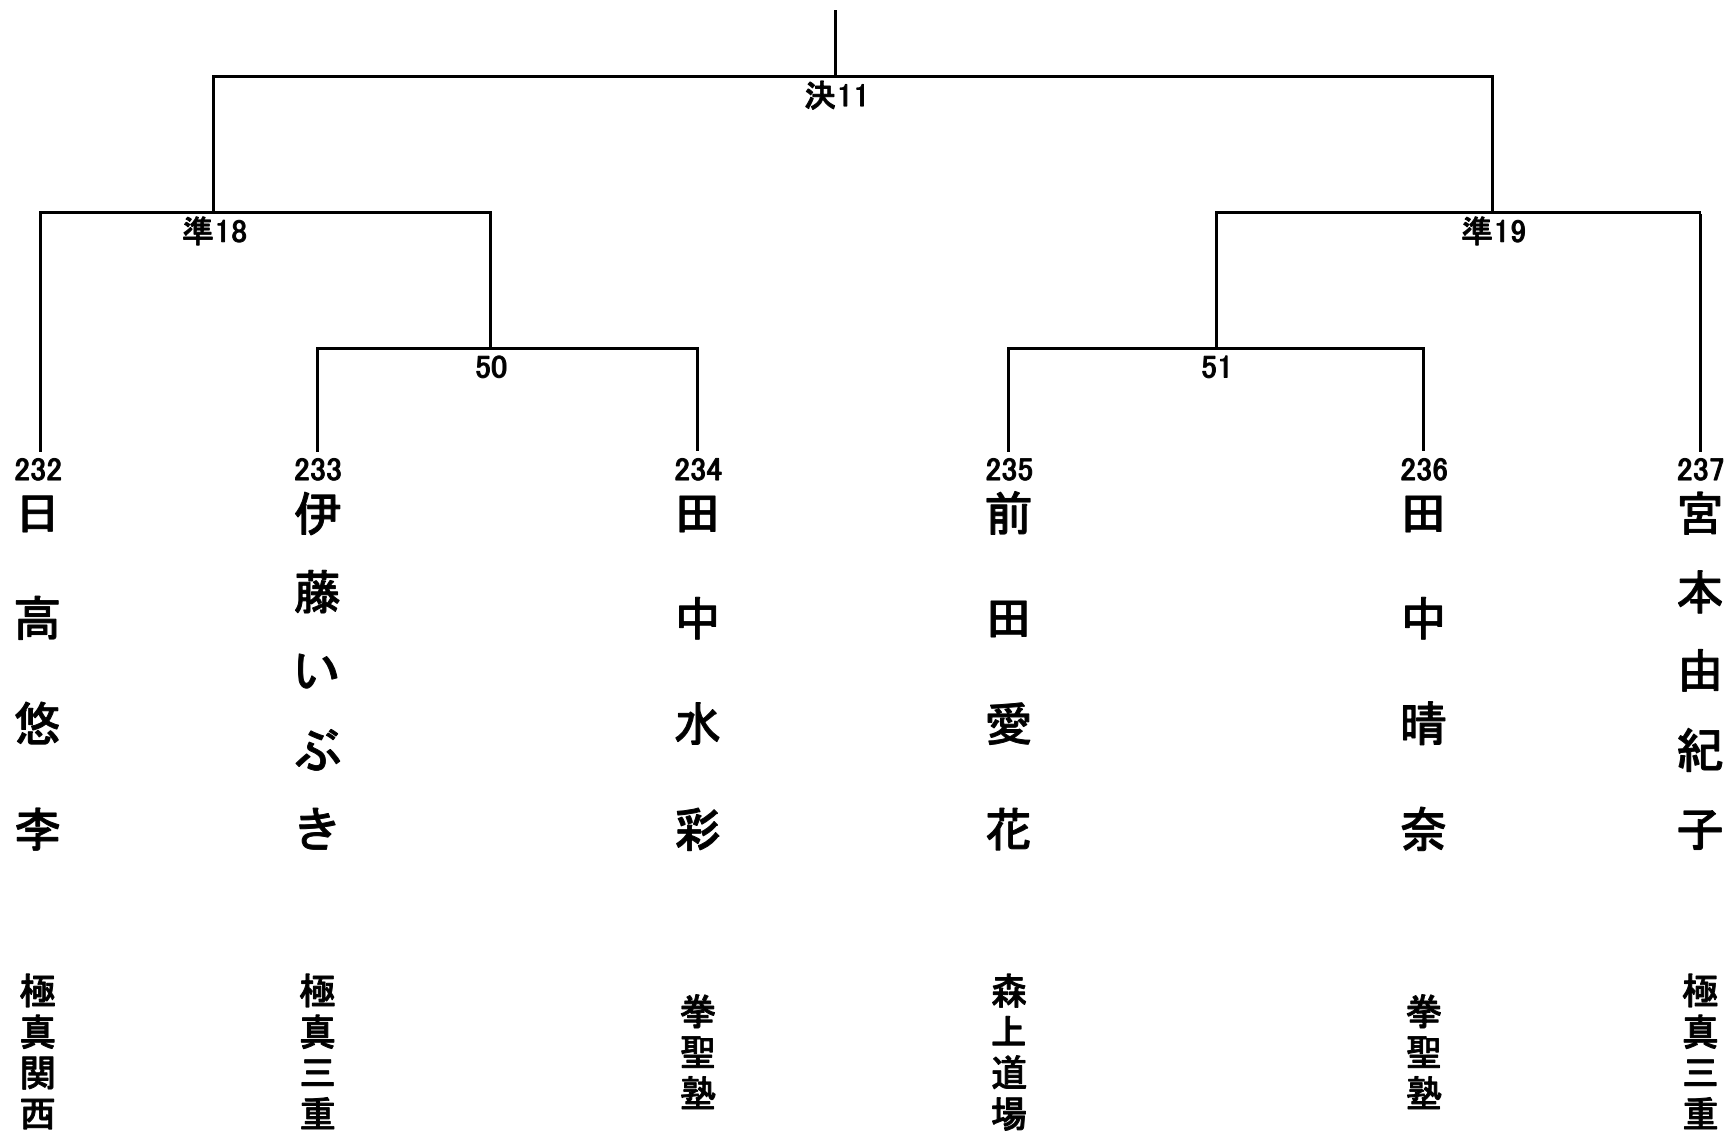 決11
準18
準19
50
51
232
233
234
235
236
237
日高悠李
伊藤いぶき
田中水彩
前田愛花
田中晴奈
宮本由紀子
極真関西
極真三重
拳聖塾
森上道場
拳聖塾
極真三重